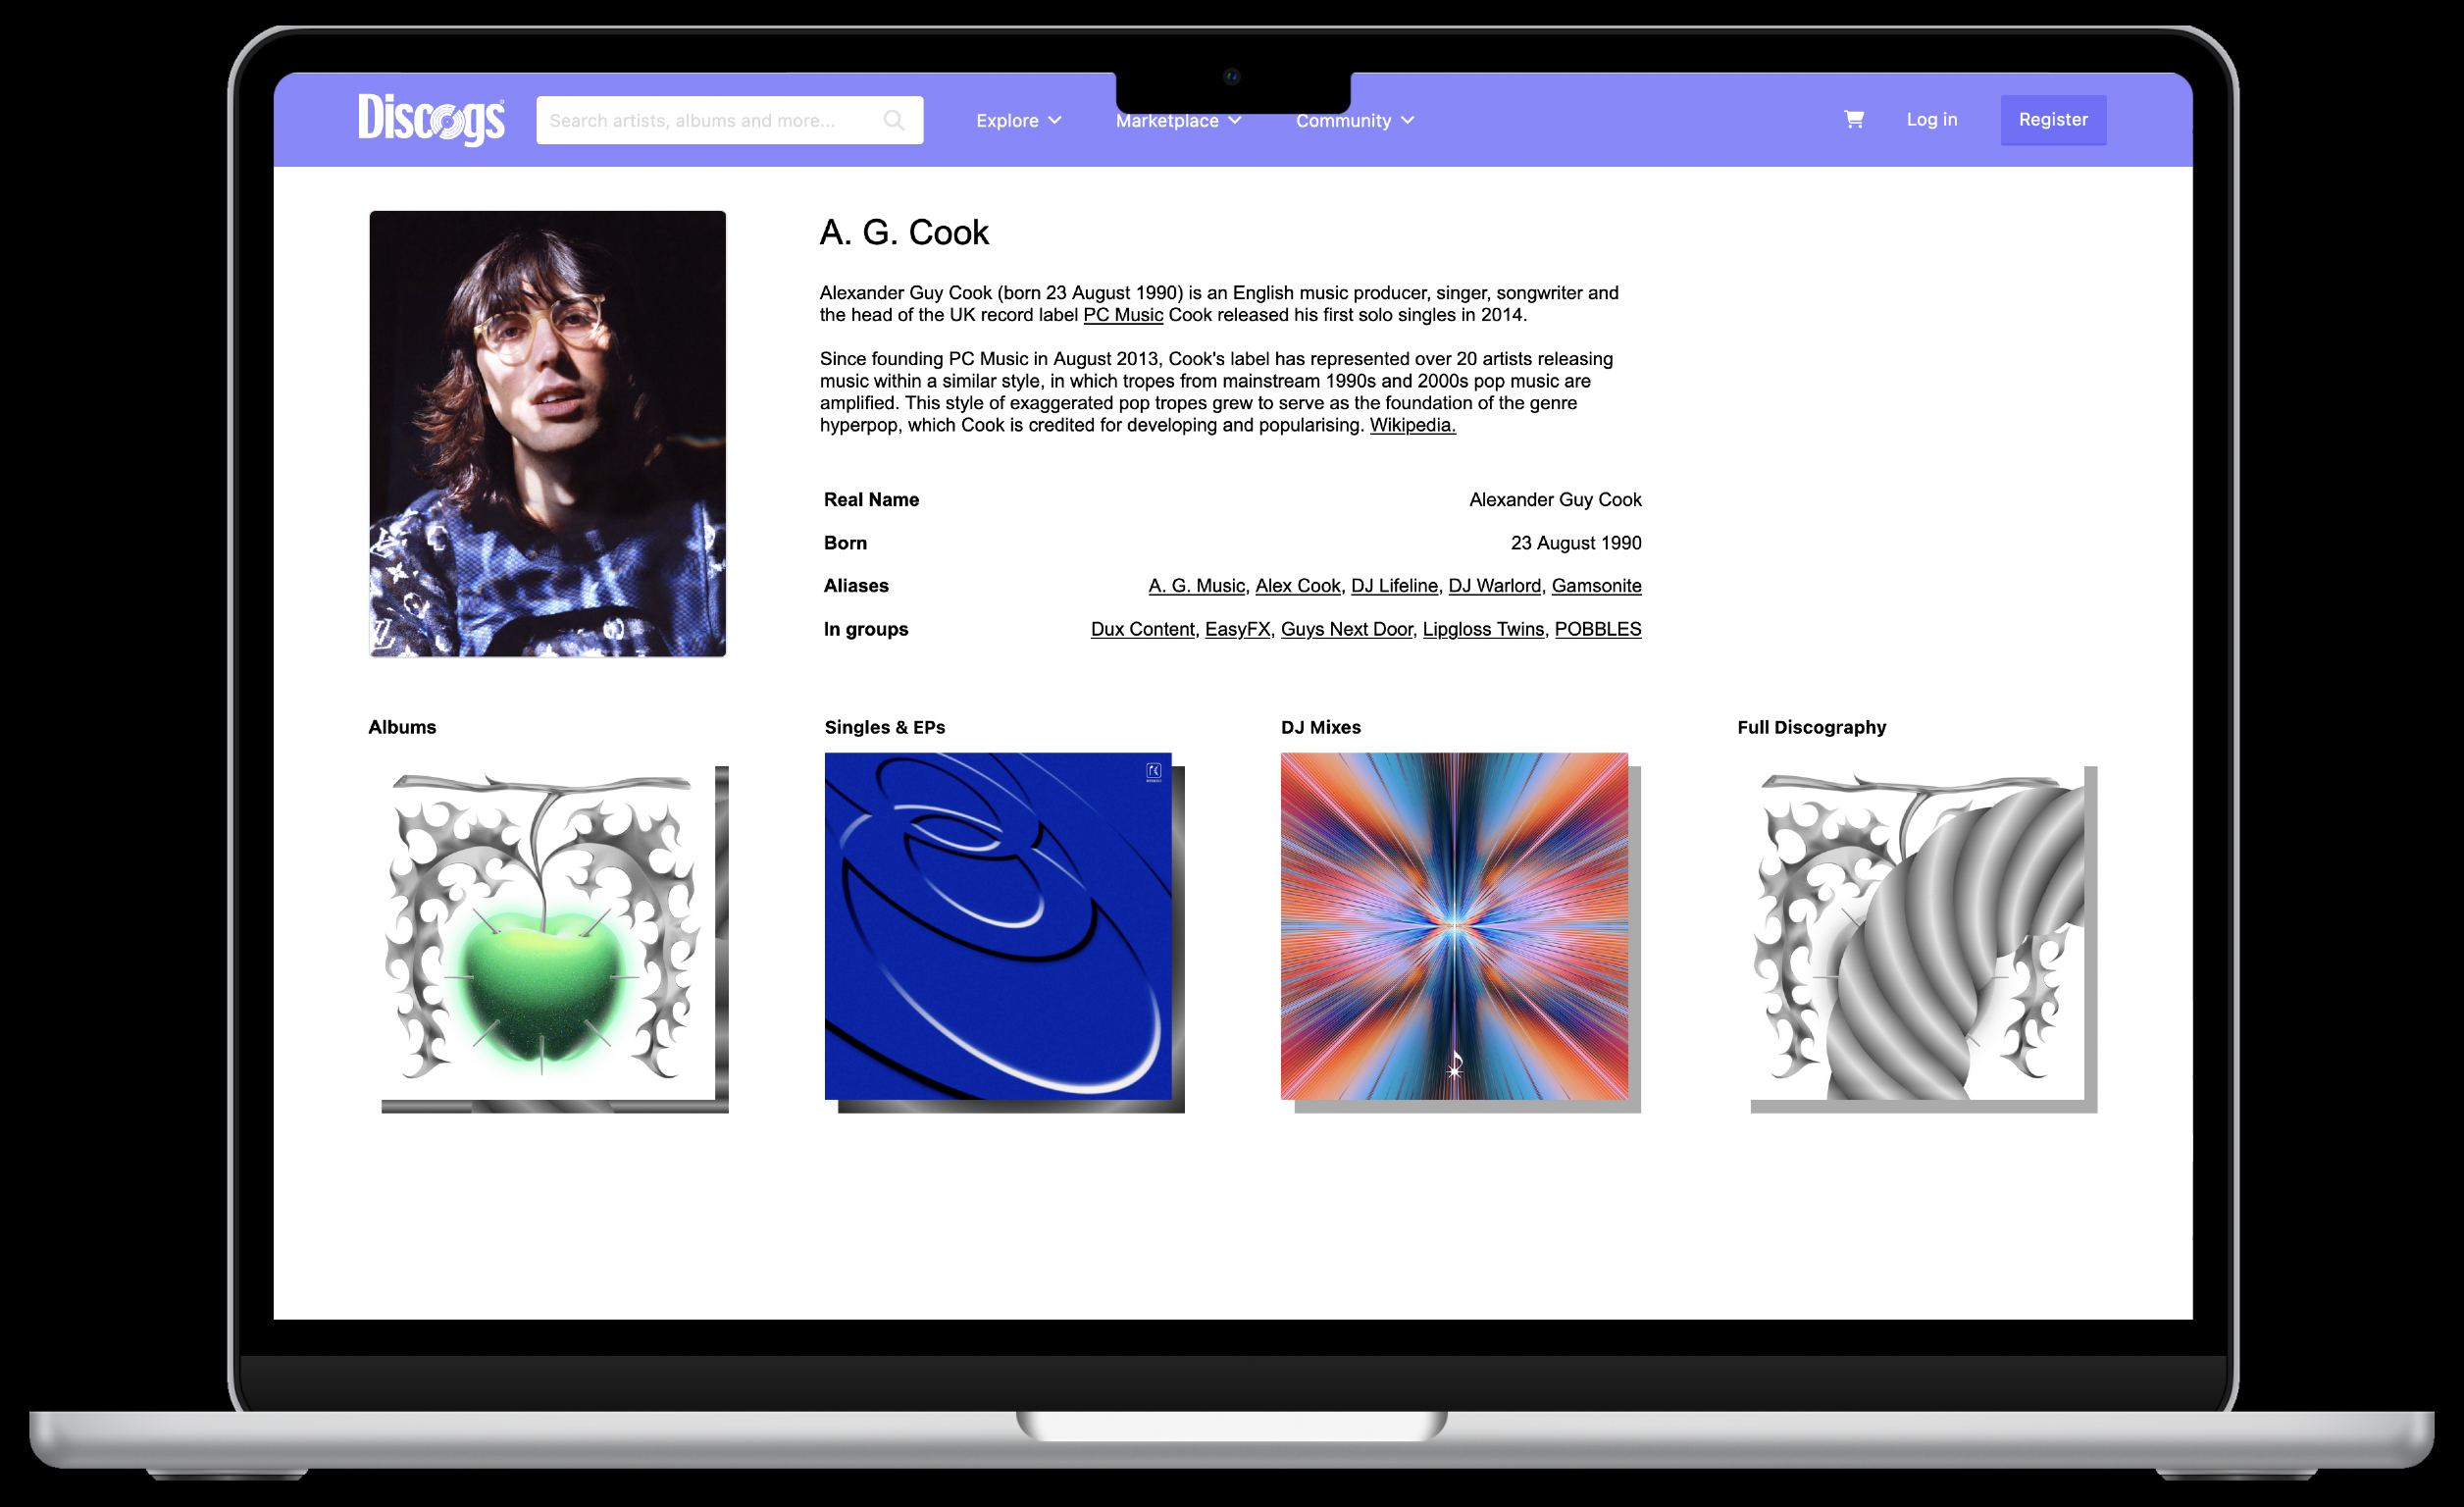 Discogs
Search artists, albums and more...
Explore
Marketplace
Community
Log in
Register
A. G. Cook
Alexander Guy Cook (born 23 August 1990) is an English music producer, singer, songwriter and
the head of the UK record label PC Music Cook released his first solo singles in 2014.
Since founding PC Music in August 2013, Cook's label has represented over 20 artists releasing
music within a similar style, in which tropes from mainstream 1990s and 2000s pop music are
amplified. This style of exaggerated pop tropes grew to serve as the foundation of the genre
hyperpop, which Cook is credited for developing and popularising. Wikipedia.
Real Name Alexander Guy Cook
Born 23 August 1990
Aliases A. G. Music, Alex Cook, DJ Lifeline, DJ Warlord, Gamsonite
In groups Dux Content, EasyFX, Guys Next Door, Lipgloss Twins, POBBLES
Albums
Singles & EPs
DJ Mixes
Full Discography